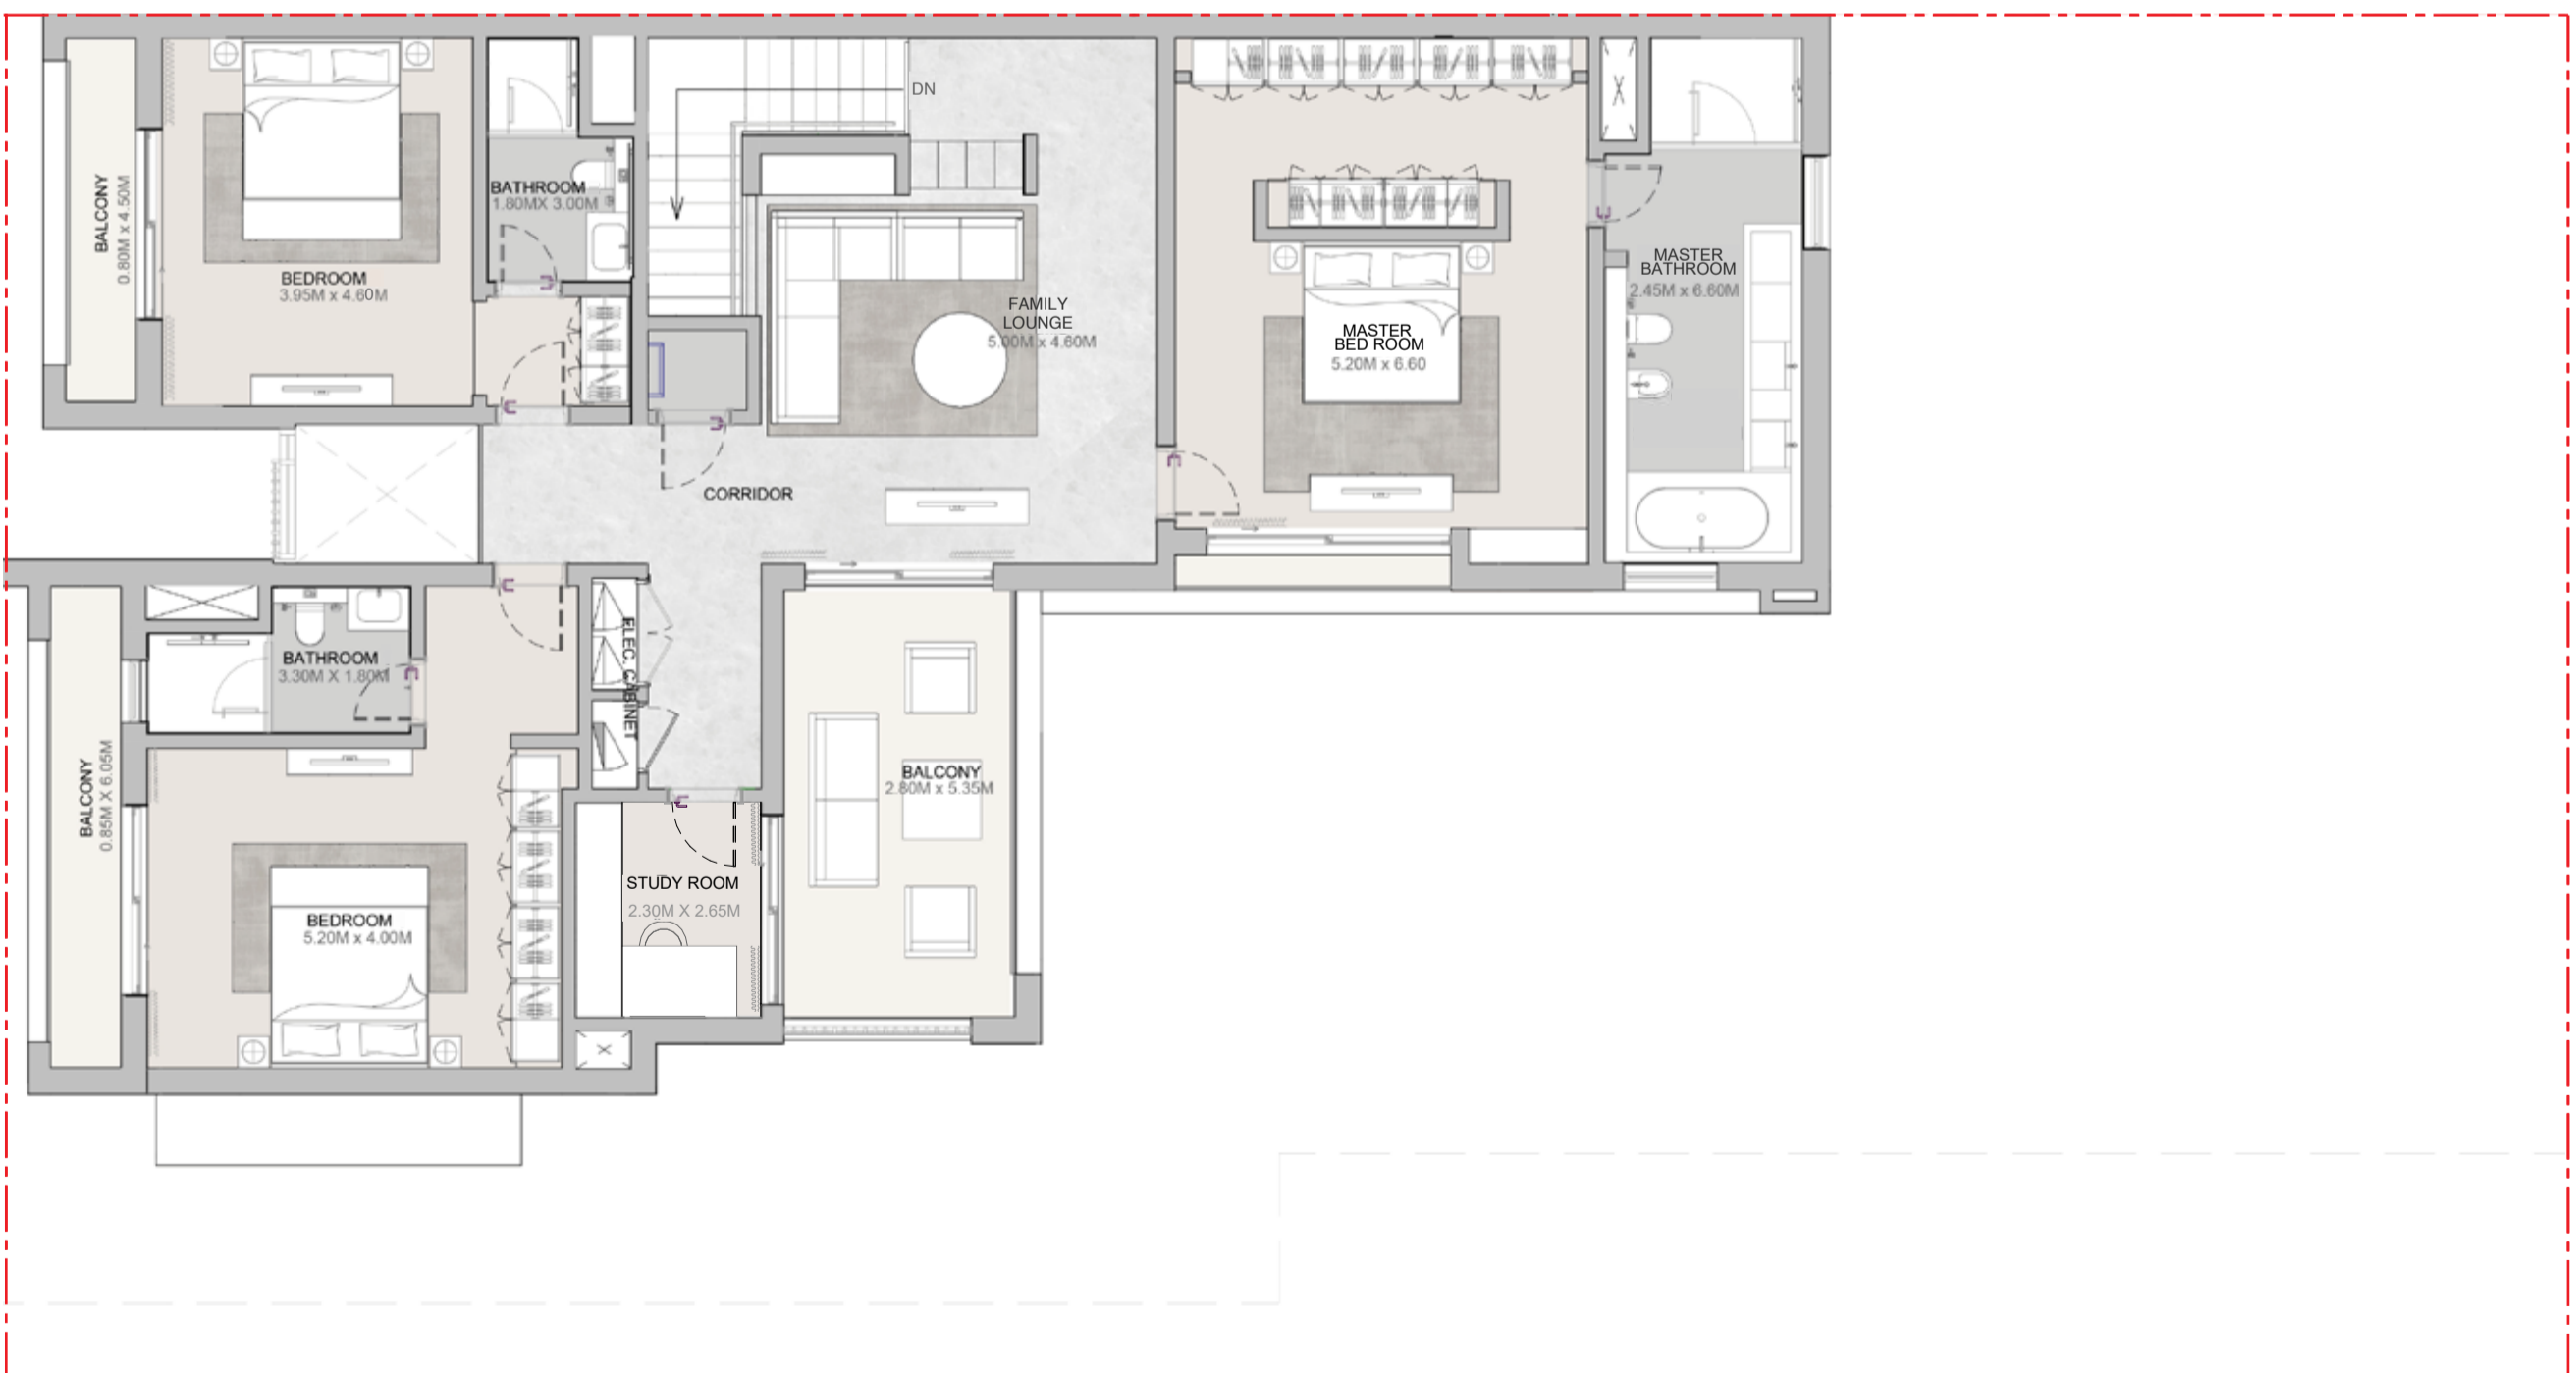 DN
BALCONY
0.80M x 4.50M
BEDROOM
3.95M x 4.60M
BATHROOM
1.80MX 3.00M
FAMILY
LOUNGE
5.00M x 4.60M
MASTER
BED ROOM
5.20M x 6.60
MASTER
BATHROOM
2.45M x 6.60M
CORRIDOR
BATHROOM
3.30M X 1.80M
ELEC. CABINET
BALCONY
0.85M X 6.05M
BALCONY
2.80M x 5.35M
STUDY ROOM
2.30M X 2.65M
BEDROOM
5.20M x 4.00M